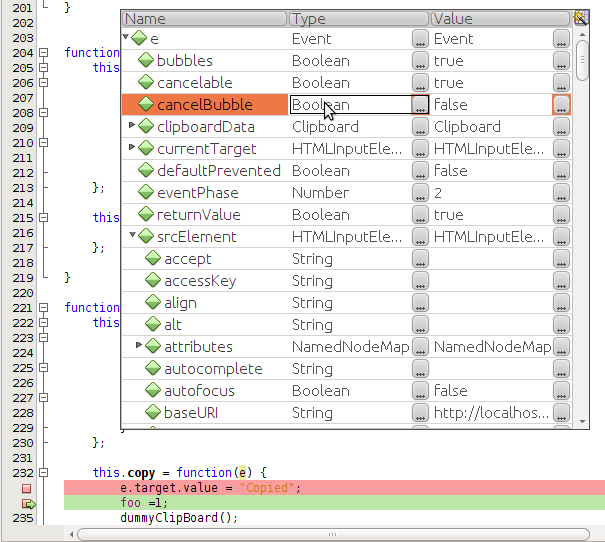 201 }
202
203
Name Type Value
e Event ... Event ...
bubbles Boolean ... true ...
cancelable Boolean ... true ...
cancelBubble Boolean ... false ...
clipboardData Clipboard ... Clipboard ...
currentTarget HTMLInputEle... ... HTMLInputEle... ...
defaultPrevented Boolean ... false ...
eventPhase Number ... 2 ...
returnValue Boolean ... true ...
srcElement HTMLInputEle... ... HTMLInputEle... ...
accept String ... ...
accessKey String ... ...
align String ... ...
alt String ... ...
attributes NamedNodeMap ... NamedNodeMap ...
autocomplete String ... ...
autofocus Boolean ... false ...
baseURI String ... http://localhos... ...
204 function
205 this
206
207
208
209
210
211
212
213 };
214
215 this
216
217 };
218
219 }
220
221 function
222 this
223
224
225
226
227
228
229 }
230 };
231
232 this.copy = function(e) {
e.target.value = "Copied";
foo =1;
235 dummyClipBoard();